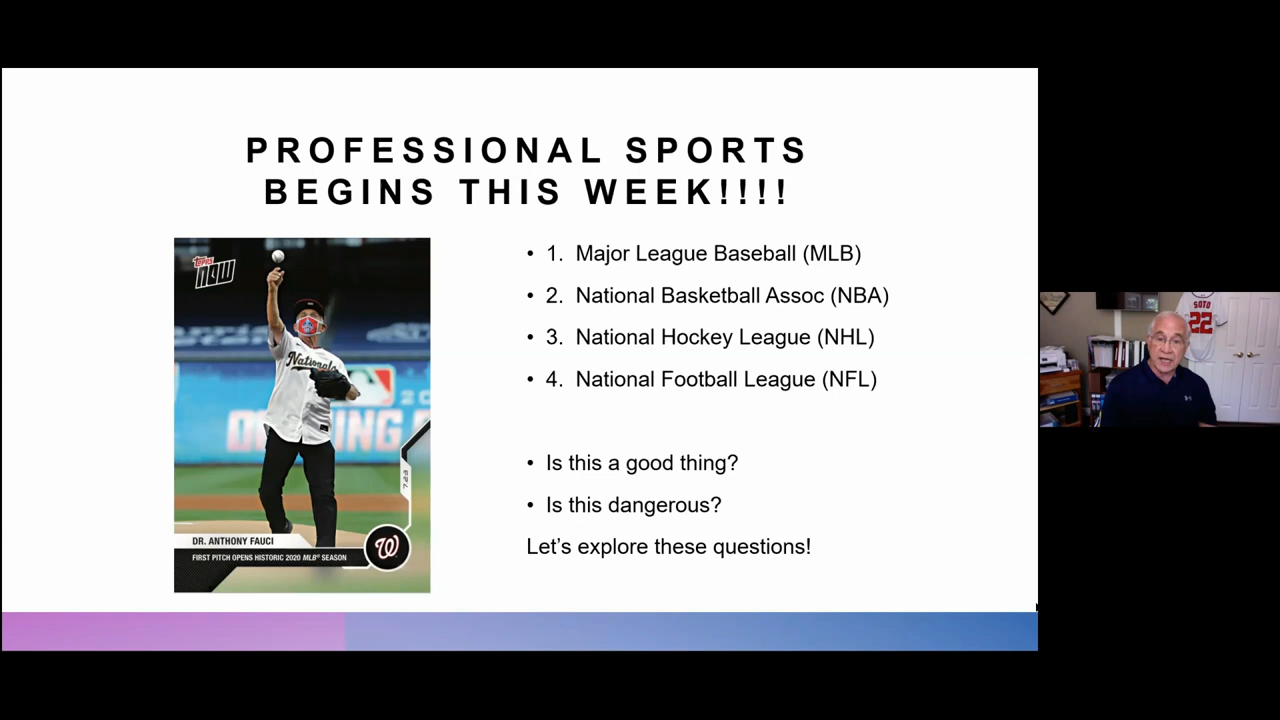 PROFESSIONAL SPORTS
BEGINS THIS WEEK!!!!
TOPPS
NOW
Nationals
DR. ANTHONY FAUCI
FIRST PITCH OPENS HISTORIC 2020 MLB® SEASON
W
• 1. Major League Baseball (MLB)
• 2. National Basketball Assoc (NBA)
• 3. National Hockey League (NHL)
• 4. National Football League (NFL)
• Is this a good thing?
• Is this dangerous?
Let's explore these questions!
SOTO
22